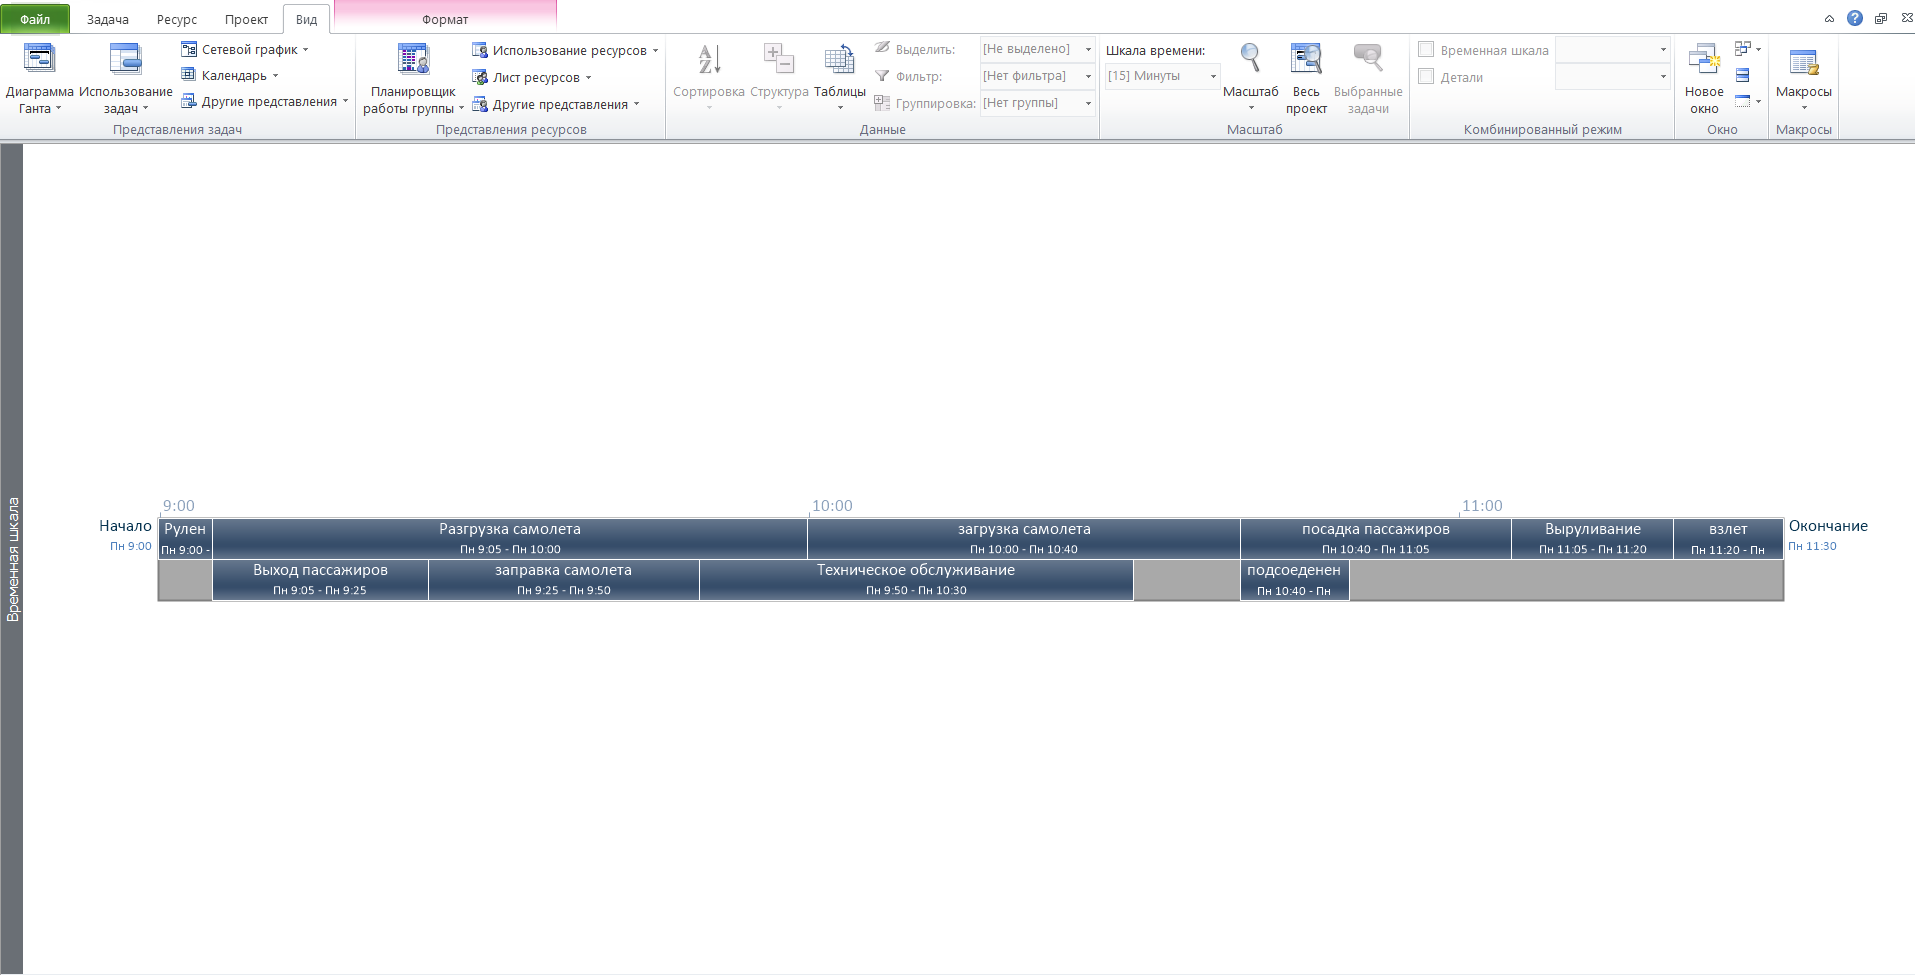 Файл
Задача
Ресурс
Проект
Вид
Формат
Диаграмма
Ганта
Использование
задач
Сетевой график
Календарь
Другие представления
Представления задач
Планировщик
работы группы
Использование ресурсов
Лист ресурсов
Другие представления
Представления ресурсов
Сортировка
Структура
Таблицы
Выделить: [Не выделено]
Фильтр: [Нет фильтра]
Группировка: [Нет группы]
Данные
Шкала времени:
[15] Минуты
Масштаб
Весь
проект
Выбранные
задачи
Масштаб
Временная шкала
Детали
Комбинированный режим
Новое
окно
Окно
Макросы
Макросы
Временная шкала
9:00
10:00
11:00
Начало
Пн 9:00
Рулен
Пн 9:00 -
Разгрузка самолета
Пн 9:05 - Пн 10:00
загрузка самолета
Пн 10:00 - Пн 10:40
посадка пассажиров
Пн 10:40 - Пн 11:05
Выруливание
Пн 11:05 - Пн 11:20
взлет
Пн 11:20 - Пн
Окончание
Пн 11:30
Выход пассажиров
Пн 9:05 - Пн 9:25
заправка самолета
Пн 9:25 - Пн 9:50
Техническое обслуживание
Пн 9:50 - Пн 10:30
подсоеденен
Пн 10:40 - Пн